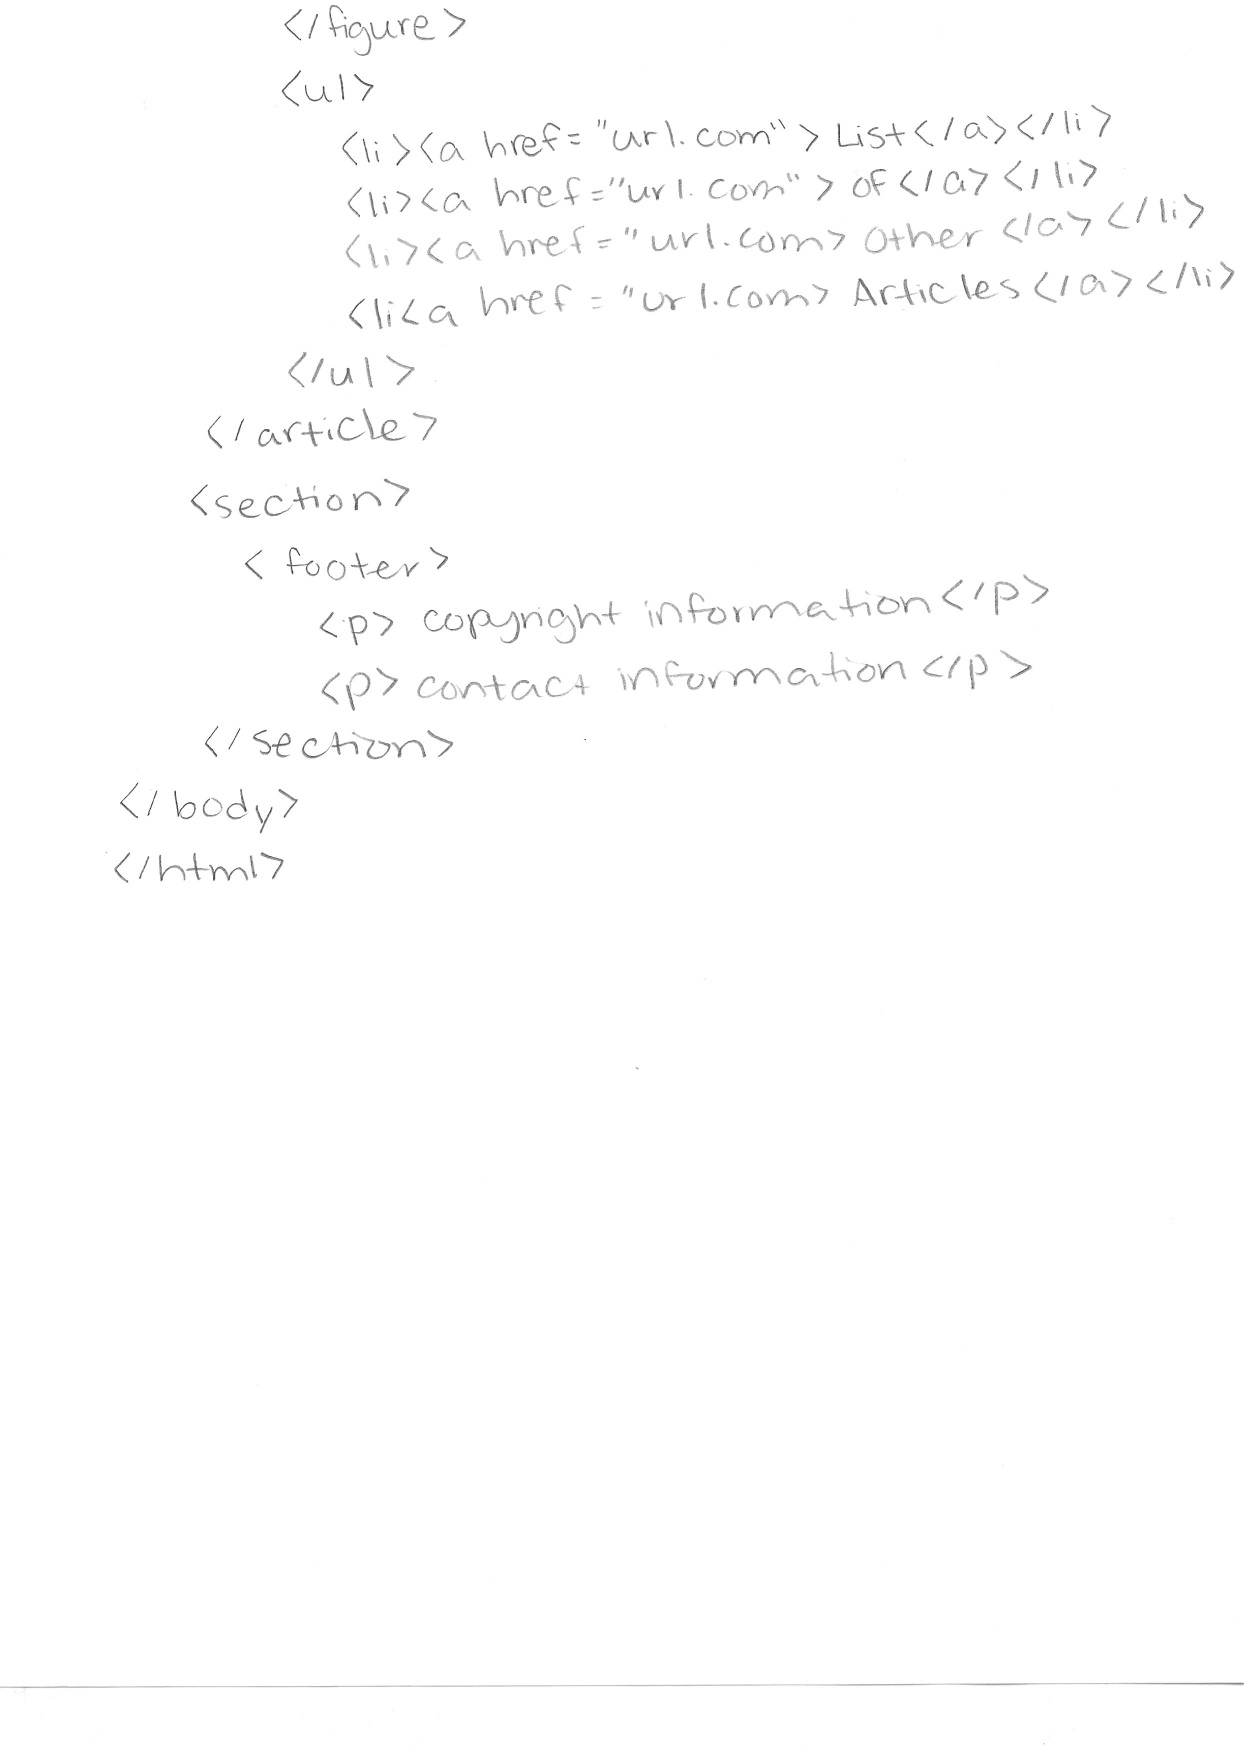 </figure>
<ul>
<li><a href="url.com"> List</a></li>
<li><a href="url.com"> of</a></li>
<li><a href="url.com> Other </a></li>
<li<a href="url.com> Articles</a></li>
</ul>
</article>
<section>
<footer>
<p> copyright information</p>
<p> contact information</p>
</section>
</body>
</html>